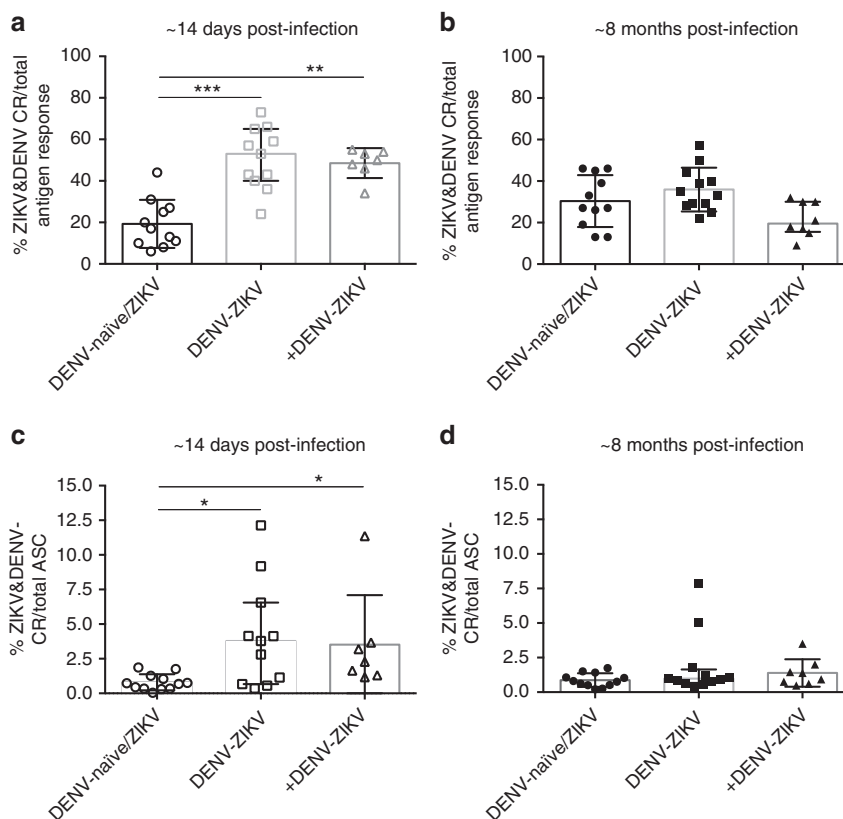 a
~14 days post-infection
% ZIKV&DENV CR/total
antigen response
100
80
60
40
20
0
***
**
DENV-naïve/ZIKV
DENV-ZIKV
+DENV-ZIKV
b
~8 months post-infection
% ZIKV&DENV CR/total
antigen response
100
80
60
40
20
0
DENV-naïve/ZIKV
DENV-ZIKV
+DENV-ZIKV
c
~14 days post-infection
% ZIKV&DENV-
CR/total ASC
15.0
12.5
10.0
7.5
5.0
2.5
0.0
*
*
DENV-naïve/ZIKV
DENV-ZIKV
+DENV-ZIKV
d
~8 months post-infection
% ZIKV&DENV-
CR/total ASC
15.0
12.5
10.0
7.5
5.0
2.5
0.0
DENV-naïve/ZIKV
DENV-ZIKV
+DENV-ZIKV